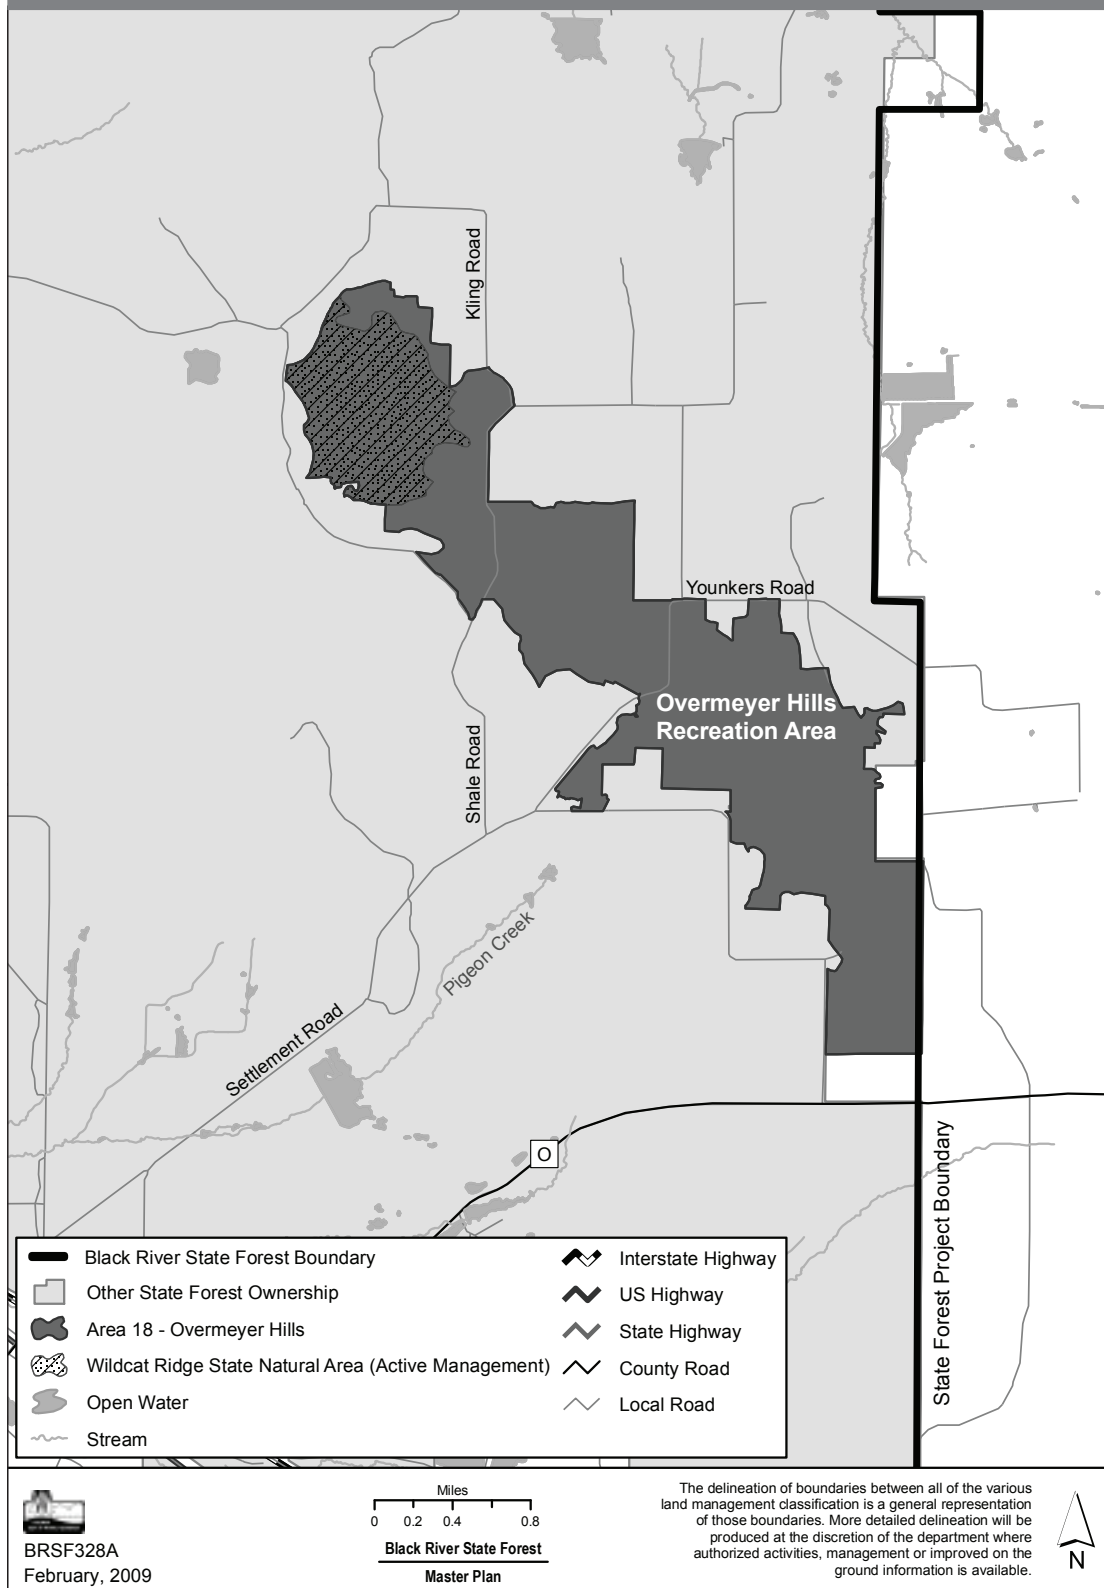 Kling Road
Younkers Road
Overmeyer Hills
Recreation Area
Shale Road
Pigeon Creek
Settlement Road
O
State Forest Project Boundary
Black River State Forest Boundary
Other State Forest Ownership
Area 18 - Overmeyer Hills
Wildcat Ridge State Natural Area (Active Management)
Open Water
Stream
Interstate Highway
US Highway
State Highway
County Road
Local Road
BRSF328A
February, 2009
Miles
0 0.2 0.4 0.8
Black River State Forest
Master Plan
The delineation of boundaries between all of the various
land management classification is a general representation
of those boundaries. More detailed delineation will be
produced at the discretion of the department where
authorized activities, management or improved on the
ground information is available.
N